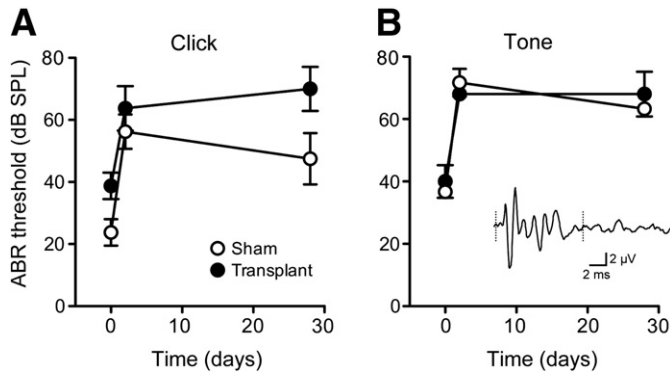 A
B
Click
Tone
ABR threshold (dB SPL)
80
60
40
20
0
Sham
Transplant
0
10
20
30
Time (days)
80
60
40
20
0
2 µV
2 ms
0
10
20
30
Time (days)